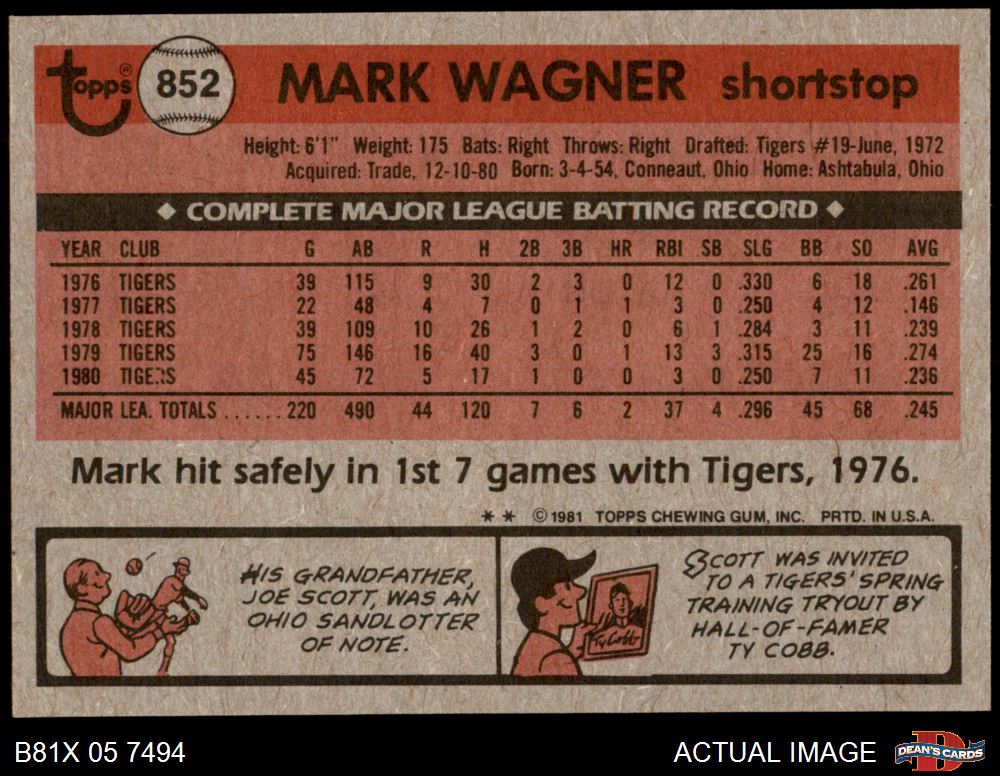 topps® 852 MARK WAGNER shortstop
Height: 6'1" Weight: 175 Bats: Right Throws: Right Drafted: Tigers #19-June, 1972
Acquired: Trade, 12-10-80 Born: 3-4-54, Conneaut, Ohio Home: Ashtabula, Ohio
◆ COMPLETE MAJOR LEAGUE BATTING RECORD ◆
YEAR CLUB G AB R H 2B 3B HR RBI SB SLG BB SO AVG
1976 TIGERS 39 115 9 30 2 3 0 12 0 .330 6 18 .261
1977 TIGERS 22 48 4 7 0 1 1 3 0 .250 4 12 .146
1978 TIGERS 39 109 10 26 1 2 0 6 1 .284 3 11 .239
1979 TIGERS 75 146 16 40 3 0 1 13 3 .315 25 16 .274
1980 TIGERS 45 72 5 17 1 0 0 3 0 .250 7 11 .236
MAJOR LEA. TOTALS ......220 490 44 120 7 6 2 37 4 .296 45 68 .245
Mark hit safely in 1st 7 games with Tigers, 1976.
* * © 1981 TOPPS CHEWING GUM, INC. PRTD. IN U.S.A.
HIS GRANDFATHER,
JOE SCOTT, WAS AN
OHIO SANDLOTTER
OF NOTE.
Ty Cobb
SCOTT WAS INVITED
TO A TIGERS' SPRING
TRAINING TRYOUT BY
HALL-OF-FAMER
TY COBB.
B81X 05 7494
ACTUAL IMAGE
DEAN'S CARDS